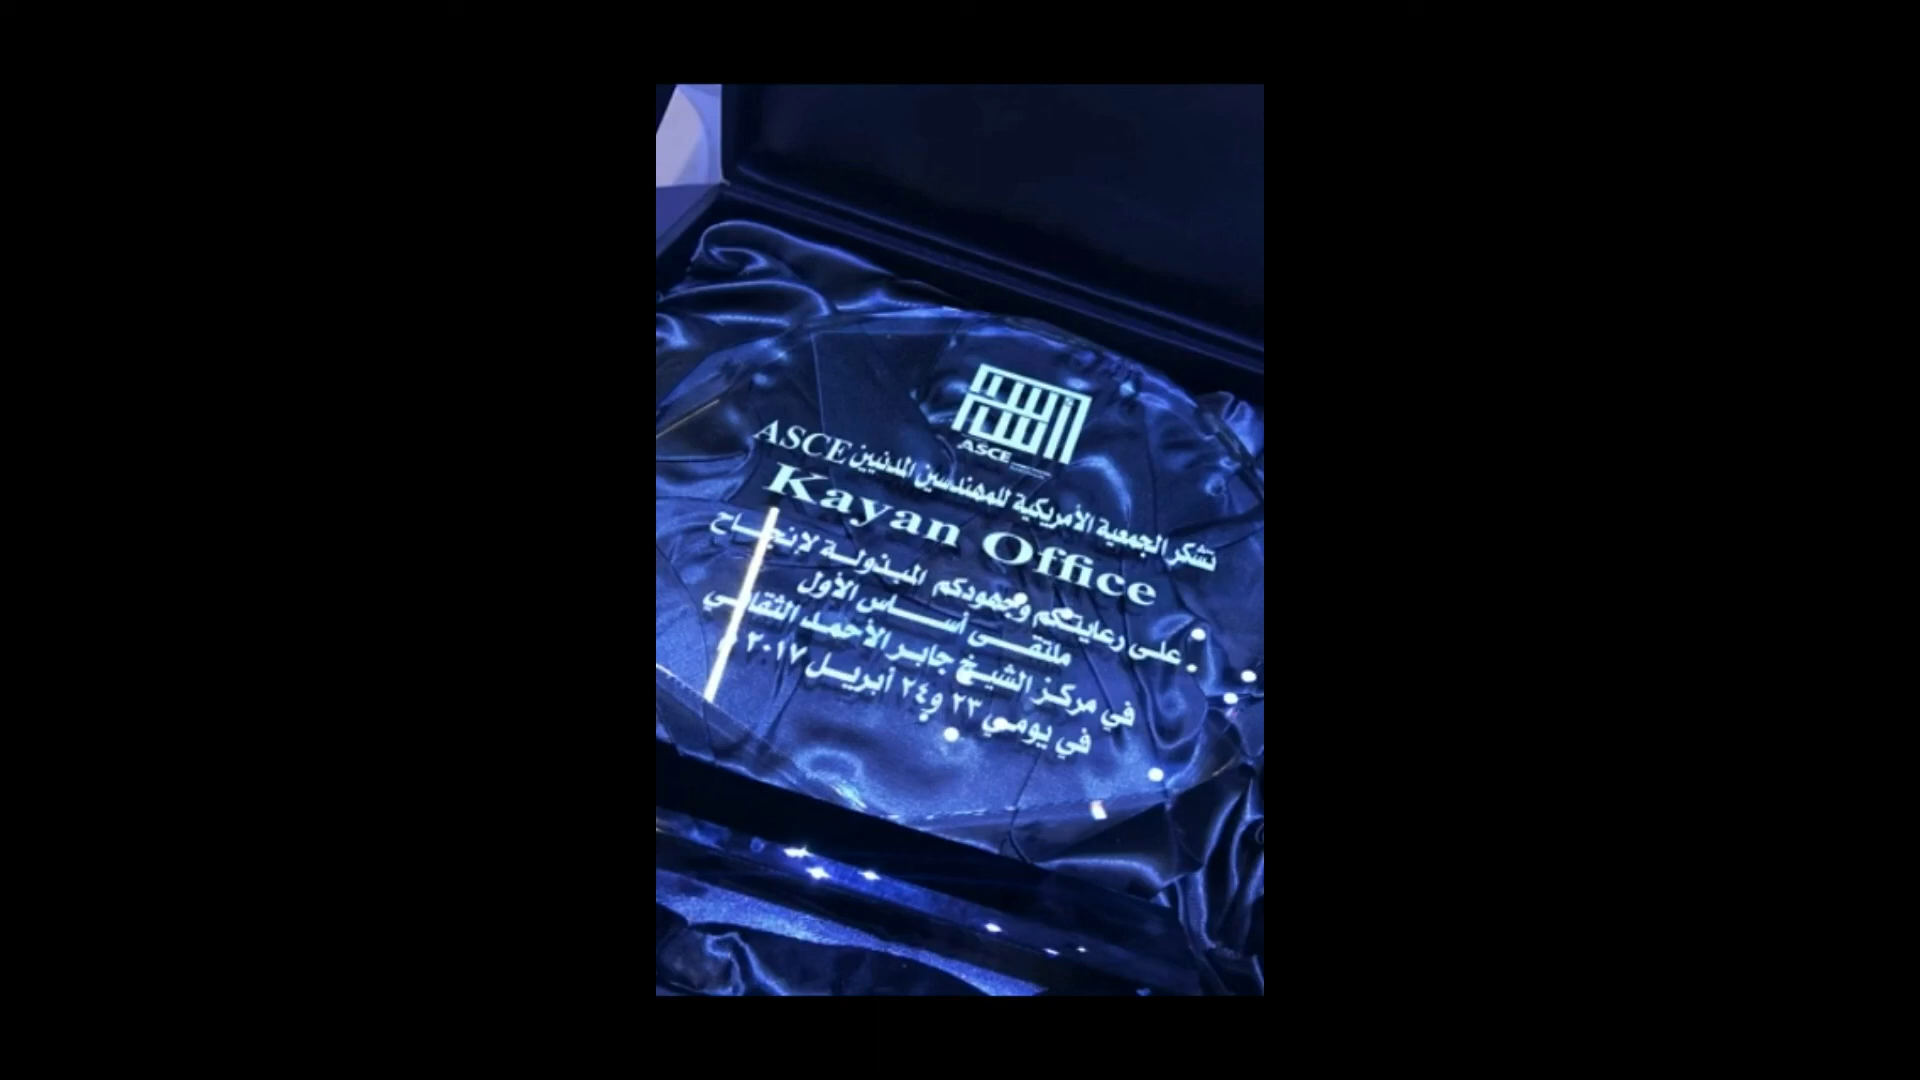 ASCE
تشكر الجمعية الأمريكية للمهندسين المدنيين ASCE
Kayan Office
على رعايتكم وجهودكم المبذولة لإنجاح
ملتقى أساس الأول
في مركز الشيخ جابر الأحمد الثقافي
في يومي ٢٣ و٢٤ أبريل ٢٠١٧ م